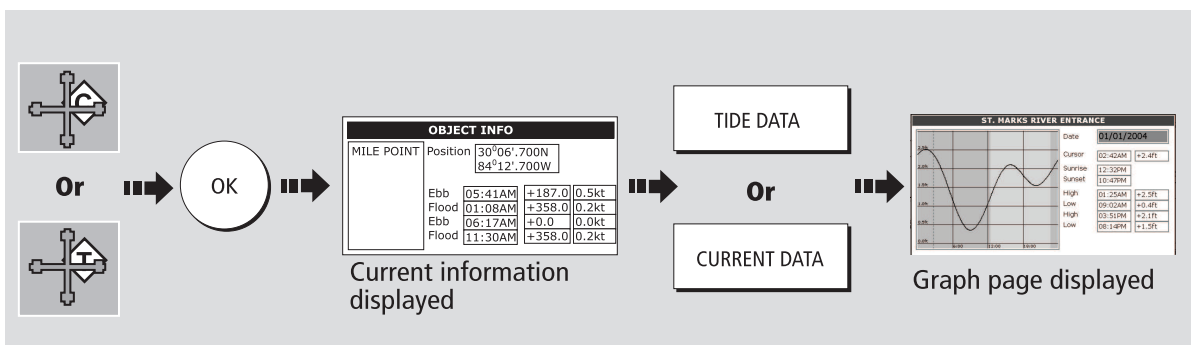 C
Or
T
OK
OBJECT INFO
MILE POINT Position 30⁰06'.700N
84⁰12'.700W
Ebb 05:41AM +187.0 0.5kt
Flood 01:08AM +358.0 0.2kt
Ebb 06:17AM +0.0 0.0kt
Flood 11:30AM +358.0 0.2kt
Current information
displayed
TIDE DATA
Or
CURRENT DATA
ST. MARKS RIVER ENTRANCE
Date 01/01/2004
Cursor 02:42AM +2.4ft
Sunrise 12:32PM
Sunset 10:47PM
High 01:25AM +2.5ft
Low 09:02AM +0.4ft
High 03:51PM +2.1ft
Low 08:14PM +1.5ft
Graph page displayed